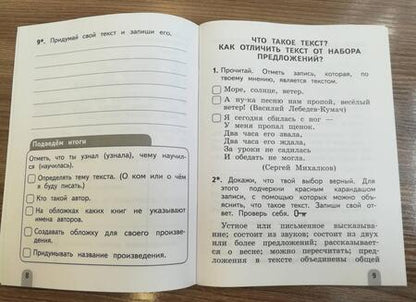 9*. Придумай свой текст и запиши его.
Подведём итоги
Отметь, что ты узнал (узнала), чему научил-
ся (научилась).
Определять тему текста. (О ком или о чём
я буду писать.)
Кто такой автор.
На обложках каких книг не указывают
имена авторов.
Создавать обложку для своего произве-
дения.
Придумывать название произведения.
8
ЧТО ТАКОЕ ТЕКСТ?
КАК ОТЛИЧИТЬ ТЕКСТ ОТ НАБОРА
ПРЕДЛОЖЕНИЙ?
1. Прочитай. Отметь запись, которая, по
твоему мнению, является текстом.
Море, солнце, ветер.
А ну-ка песню нам пропой, весёлый
ветер! (Василий Лебедев-Кумач)
Я сегодня сбилась с ног —
У меня пропал щенок.
Два часа его звала,
Два часа его ждала,
За уроки не садилась
И обедать не могла.
(Сергей Михалков)
2*. Докажи, что твой выбор верный. Для
этого подчерки красным карандашом
записи, с помощью которых можно объ-
яснить, что такое текст. Запиши свой от-
вет. Проверь себя.
Устное или письменное высказыва-
ние; состоит из звуков; состоит из двух
или более предложений; рассказывает-
ся о весне; можно пересчитать; пред-
ложения в тексте объединены общей
9